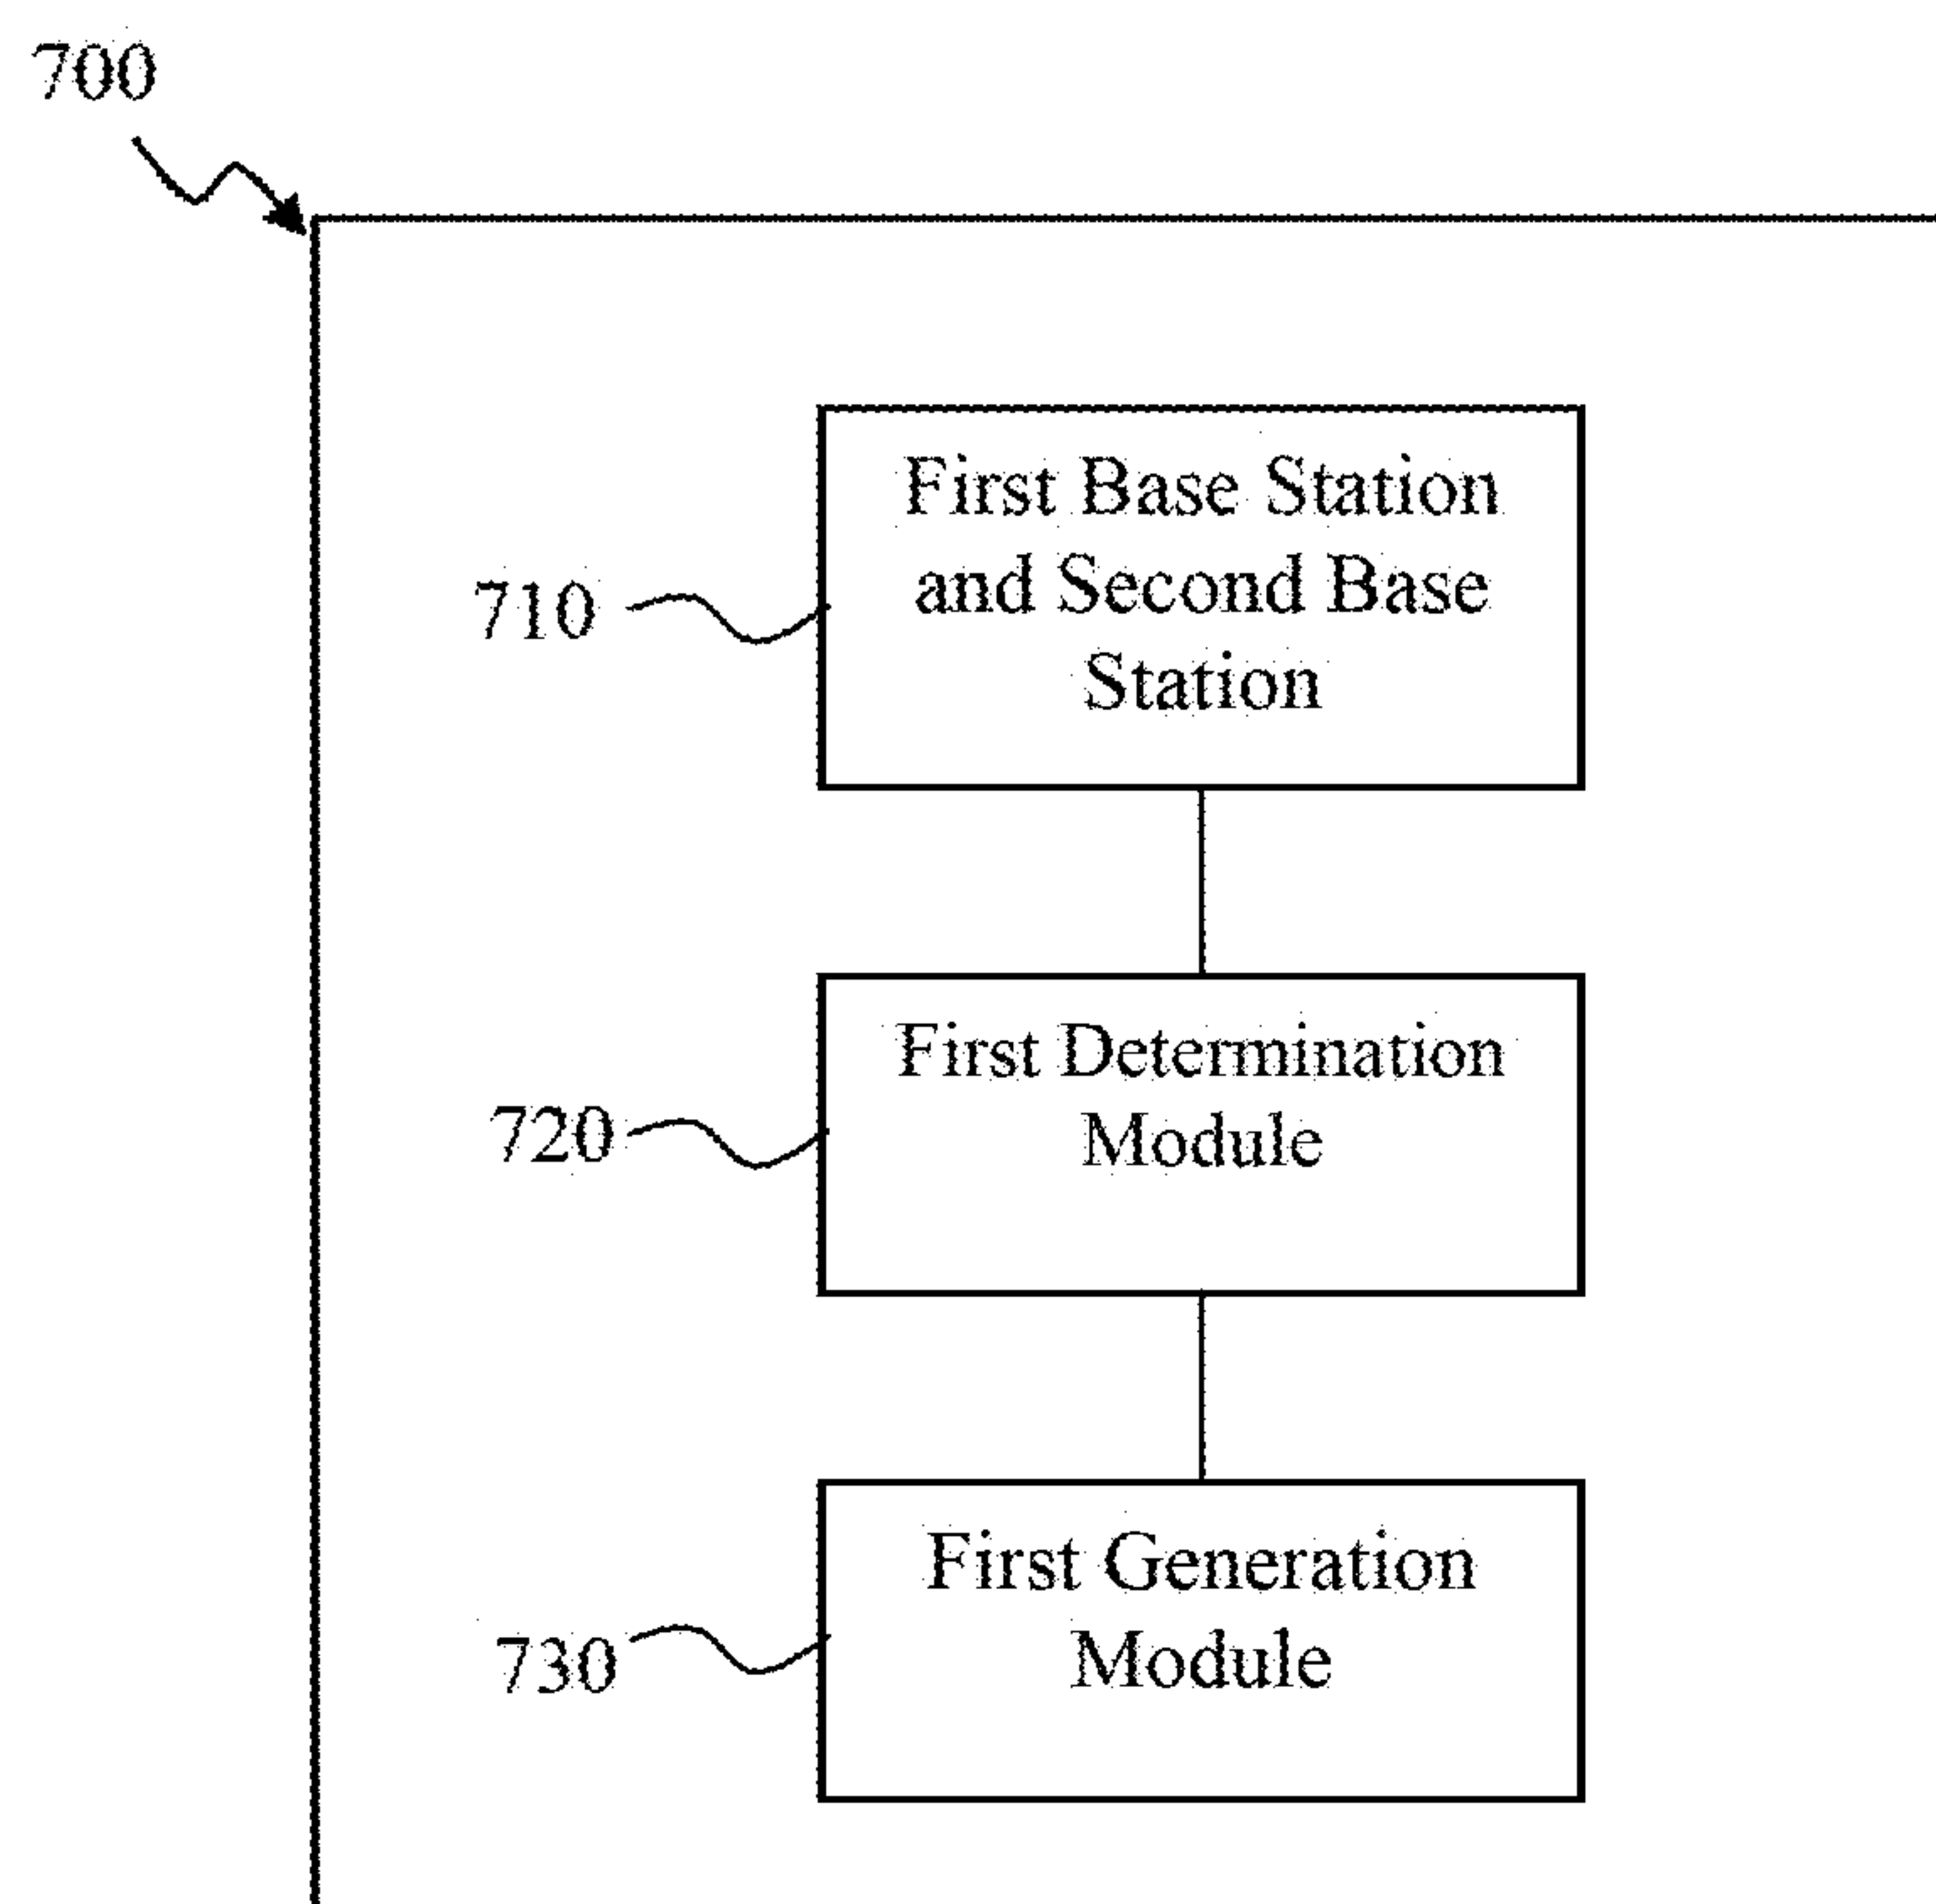 700
First Base Station
and Second Base
Station
710
First Determination
Module
720
First Generation
Module
730